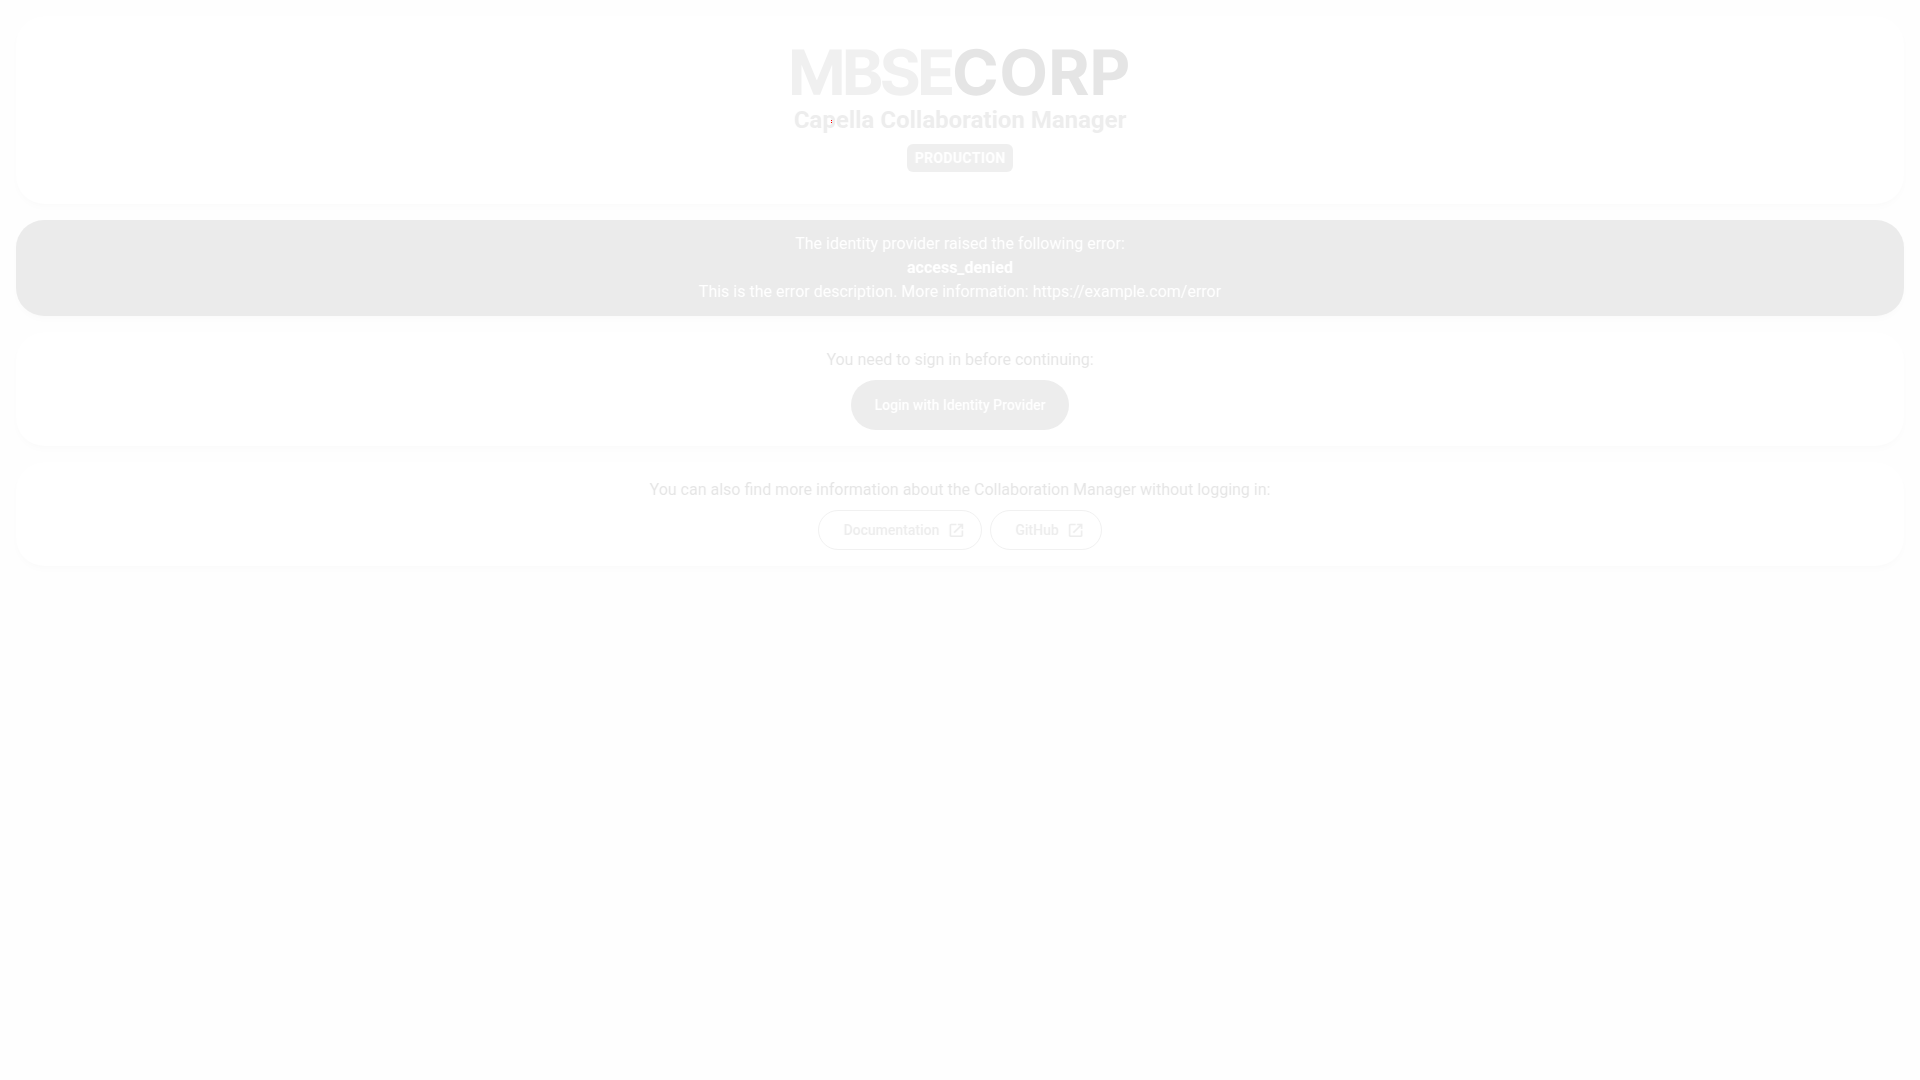 MBSECORP
Capella Collaboration Manager
PRODUCTION
The identity provider raised the following error:
access_denied
This is the error description. More information: https://example.com/error
You need to sign in before continuing:
Login with Identity Provider
You can also find more information about the Collaboration Manager without logging in:
Documentation
GitHub